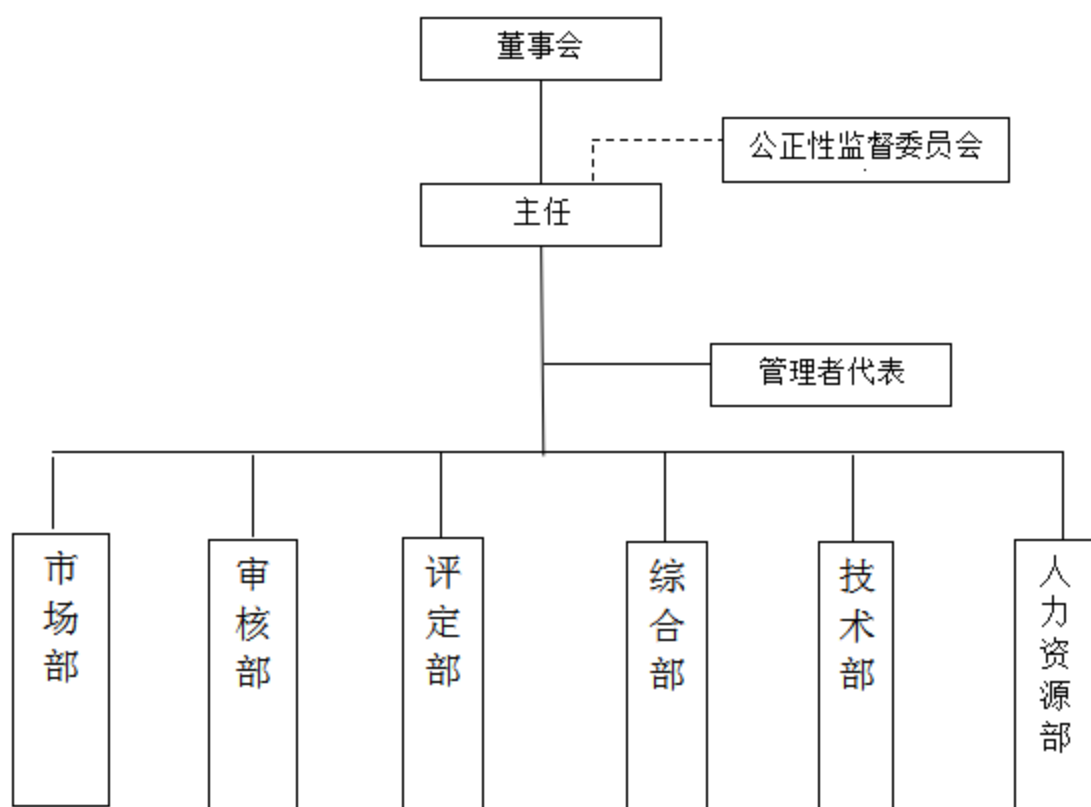 董事会
公正性监督委员会
主任
管理者代表
市场部
审核部
评定部
综合部
技术部
人力资源部